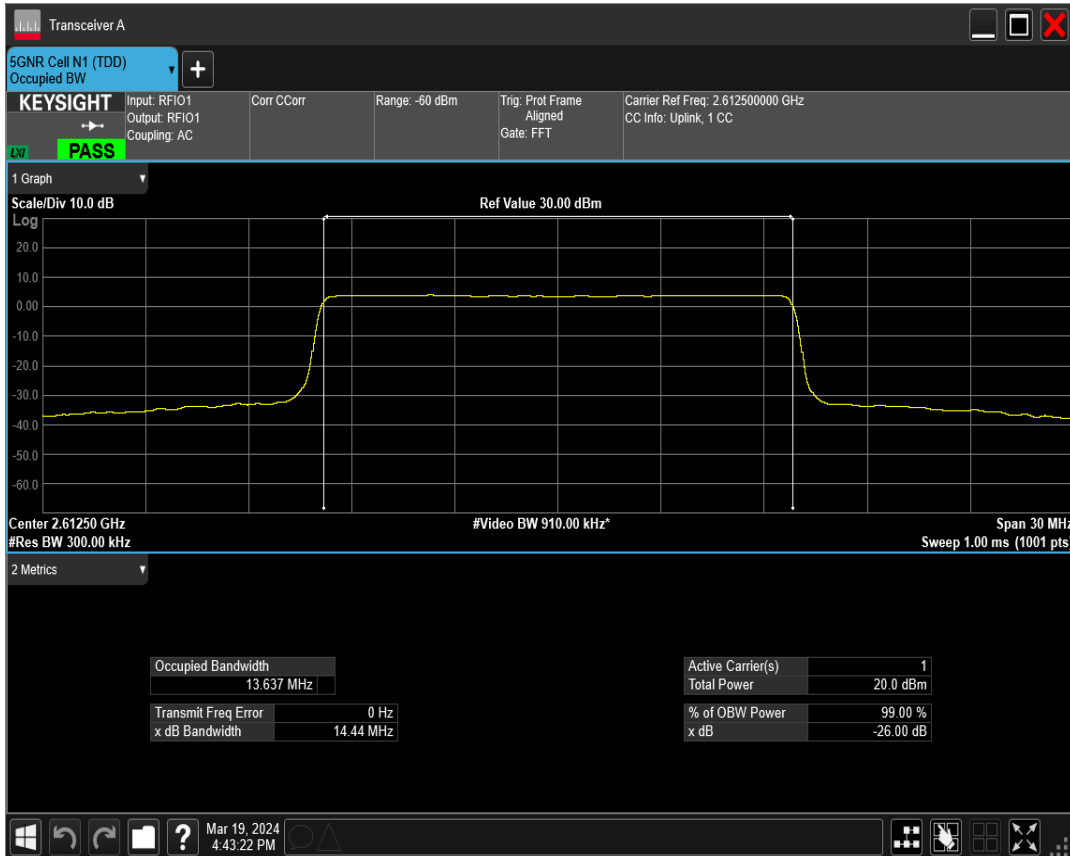 Transceiver A
5GNR Cell N1 (TDD)
Occupied BW
+
KEYSIGHT
LXI
PASS
Input: RFIO1
Output: RFIO1
Coupling: AC
Corr CCorr
Range: -60 dBm
Trig: Prot Frame
Aligned
Gate: FFT
Carrier Ref Freq: 2.612500000 GHz
CC Info: Uplink, 1 CC
1 Graph
Scale/Div 10.0 dB
Ref Value 30.00 dBm
Log
20.0
10.0
0.00
-10.0
-20.0
-30.0
-40.0
-50.0
-60.0
Center 2.61250 GHz
#Video BW 910.00 kHz*
Span 30 MHz
#Res BW 300.00 kHz
Sweep 1.00 ms (1001 pts)
2 Metrics
Occupied Bandwidth
13.637 MHz
Transmit Freq Error 0 Hz
x dB Bandwidth 14.44 MHz
Active Carrier(s) 1
Total Power 20.0 dBm
% of OBW Power 99.00 %
x dB -26.00 dB
?
Mar 19, 2024
4:43:22 PM